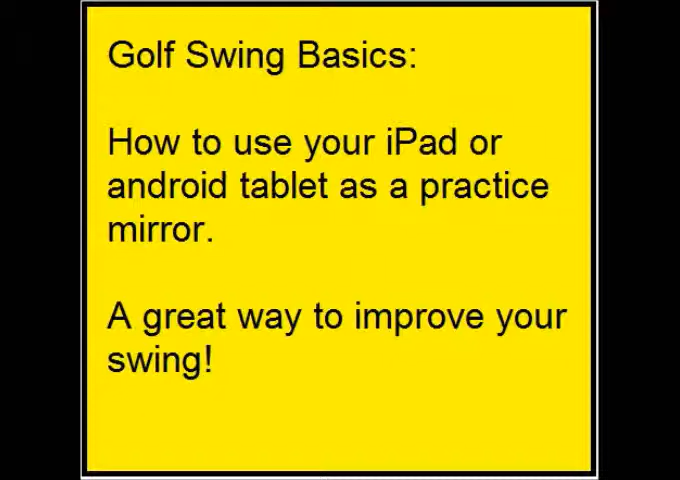 Golf Swing Basics:
How to use your iPad or
android tablet as a practice
mirror.
A great way to improve your
swing!